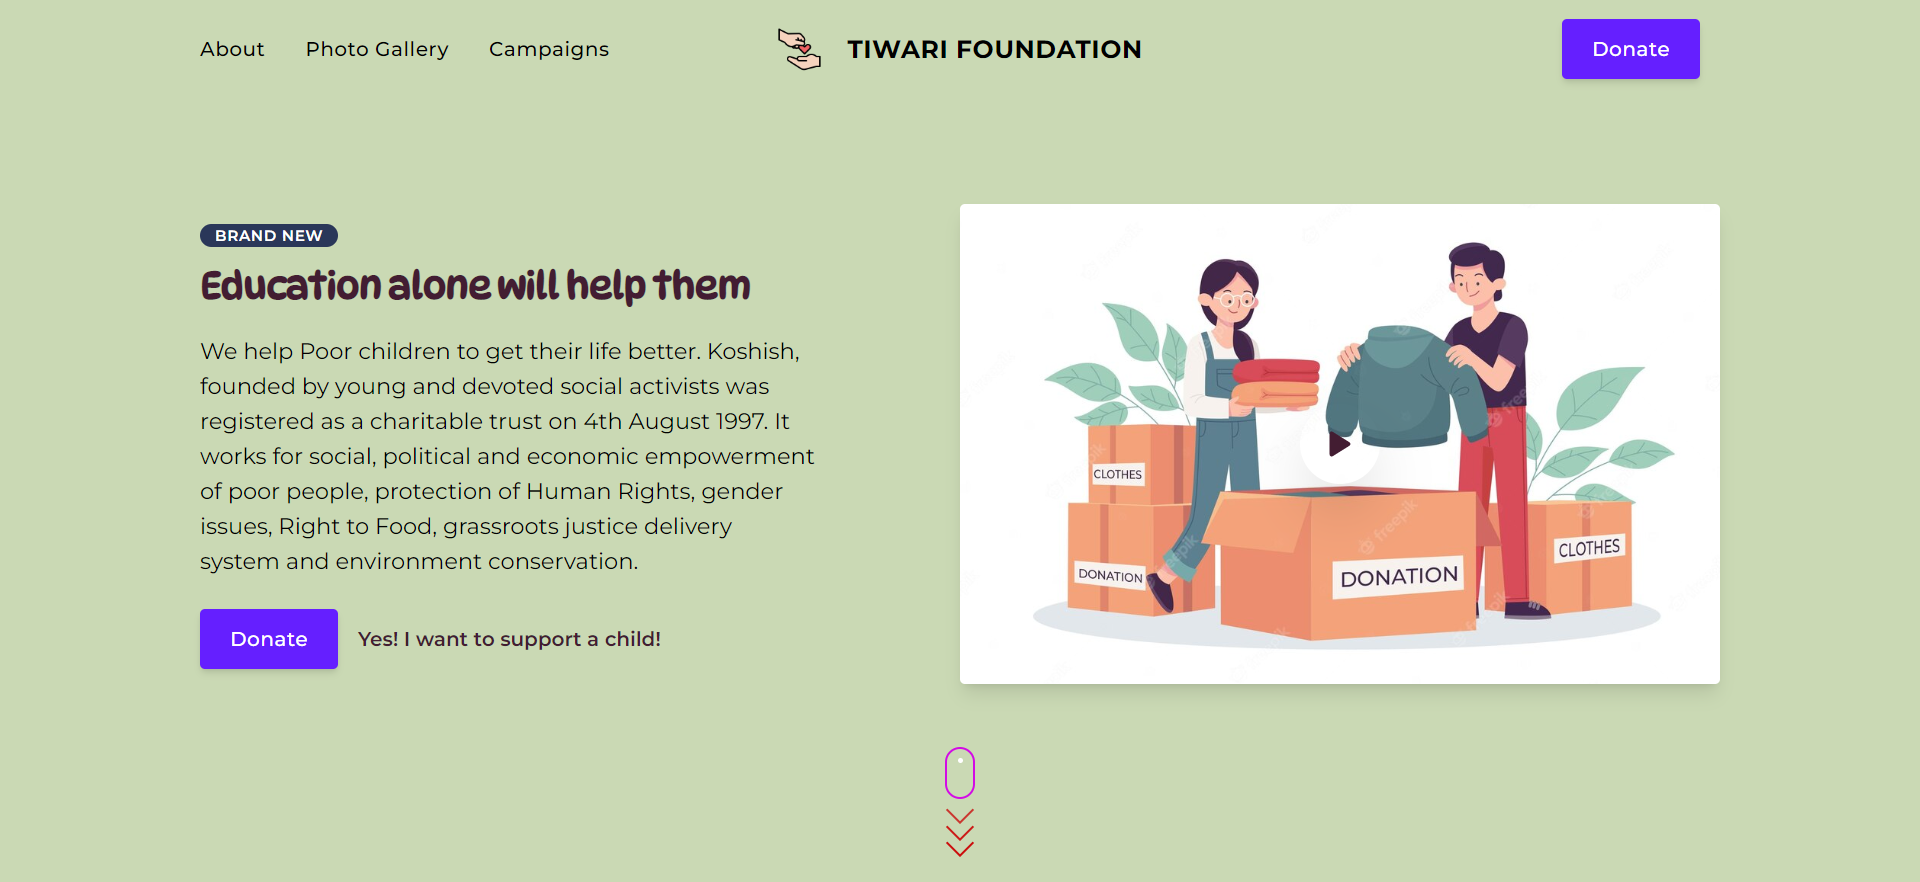 About
Photo Gallery
Campaigns
TIWARI FOUNDATION
Donate
BRAND NEW
Education alone will help them
We help Poor children to get their life better. Koshish,
founded by young and devoted social activists was
registered as a charitable trust on 4th August 1997. It
works for social, political and economic empowerment
of poor people, protection of Human Rights, gender
issues, Right to Food, grassroots justice delivery
system and environment conservation.
Donate
Yes! I want to support a child!
CLOTHES
DONATION
DONATION
CLOTHES
freepik